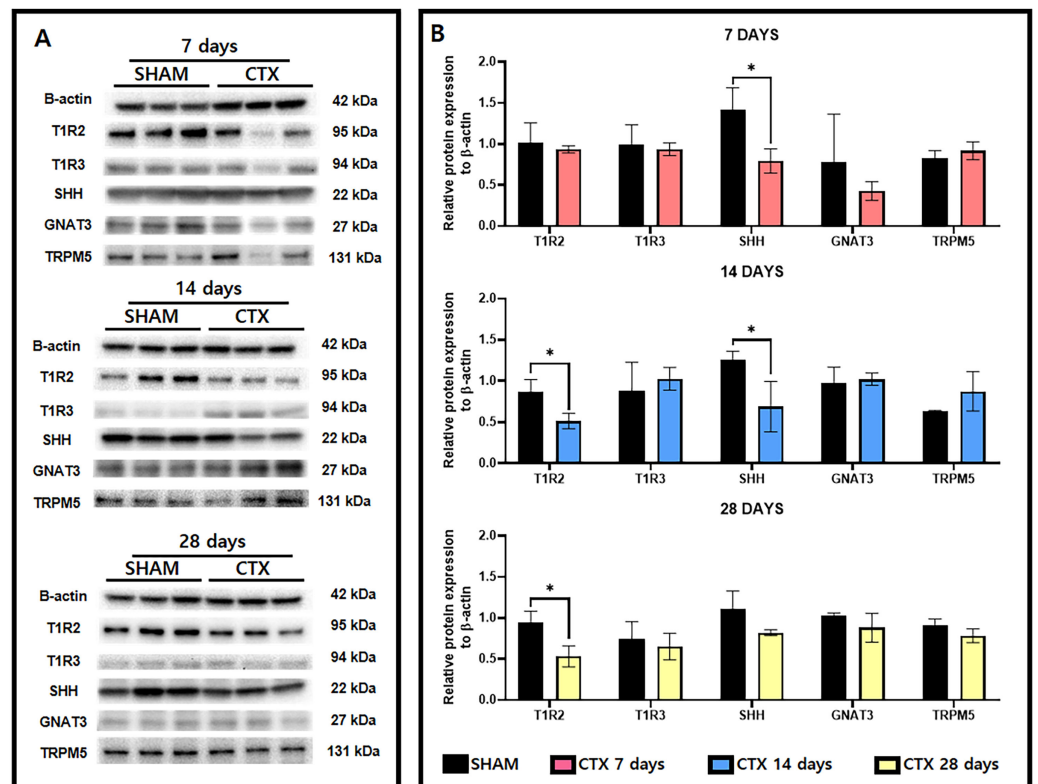 A
7 days
SHAM CTX
B-actin 42 kDa
T1R2 95 kDa
T1R3 94 kDa
SHH 22 kDa
GNAT3 27 kDa
TRPM5 131 kDa
14 days
SHAM CTX
B-actin 42 kDa
T1R2 95 kDa
T1R3 94 kDa
SHH 22 kDa
GNAT3 27 kDa
TRPM5 131 kDa
28 days
SHAM CTX
B-actin 42 kDa
T1R2 95 kDa
T1R3 94 kDa
SHH 22 kDa
GNAT3 27 kDa
TRPM5 131 kDa
B
7 DAYS
Relative protein expression
to β-actin
2.0
1.5
1.0
0.5
0.0
*
T1R2 T1R3 SHH GNAT3 TRPM5
14 DAYS
Relative protein expression
to β-actin
2.0
1.5
1.0
0.5
0.0
* *
T1R2 T1R3 SHH GNAT3 TRPM5
28 DAYS
Relative protein expression
to β-actin
2.0
1.5
1.0
0.5
0.0
*
T1R2 T1R3 SHH GNAT3 TRPM5
SHAM CTX 7 days CTX 14 days CTX 28 days